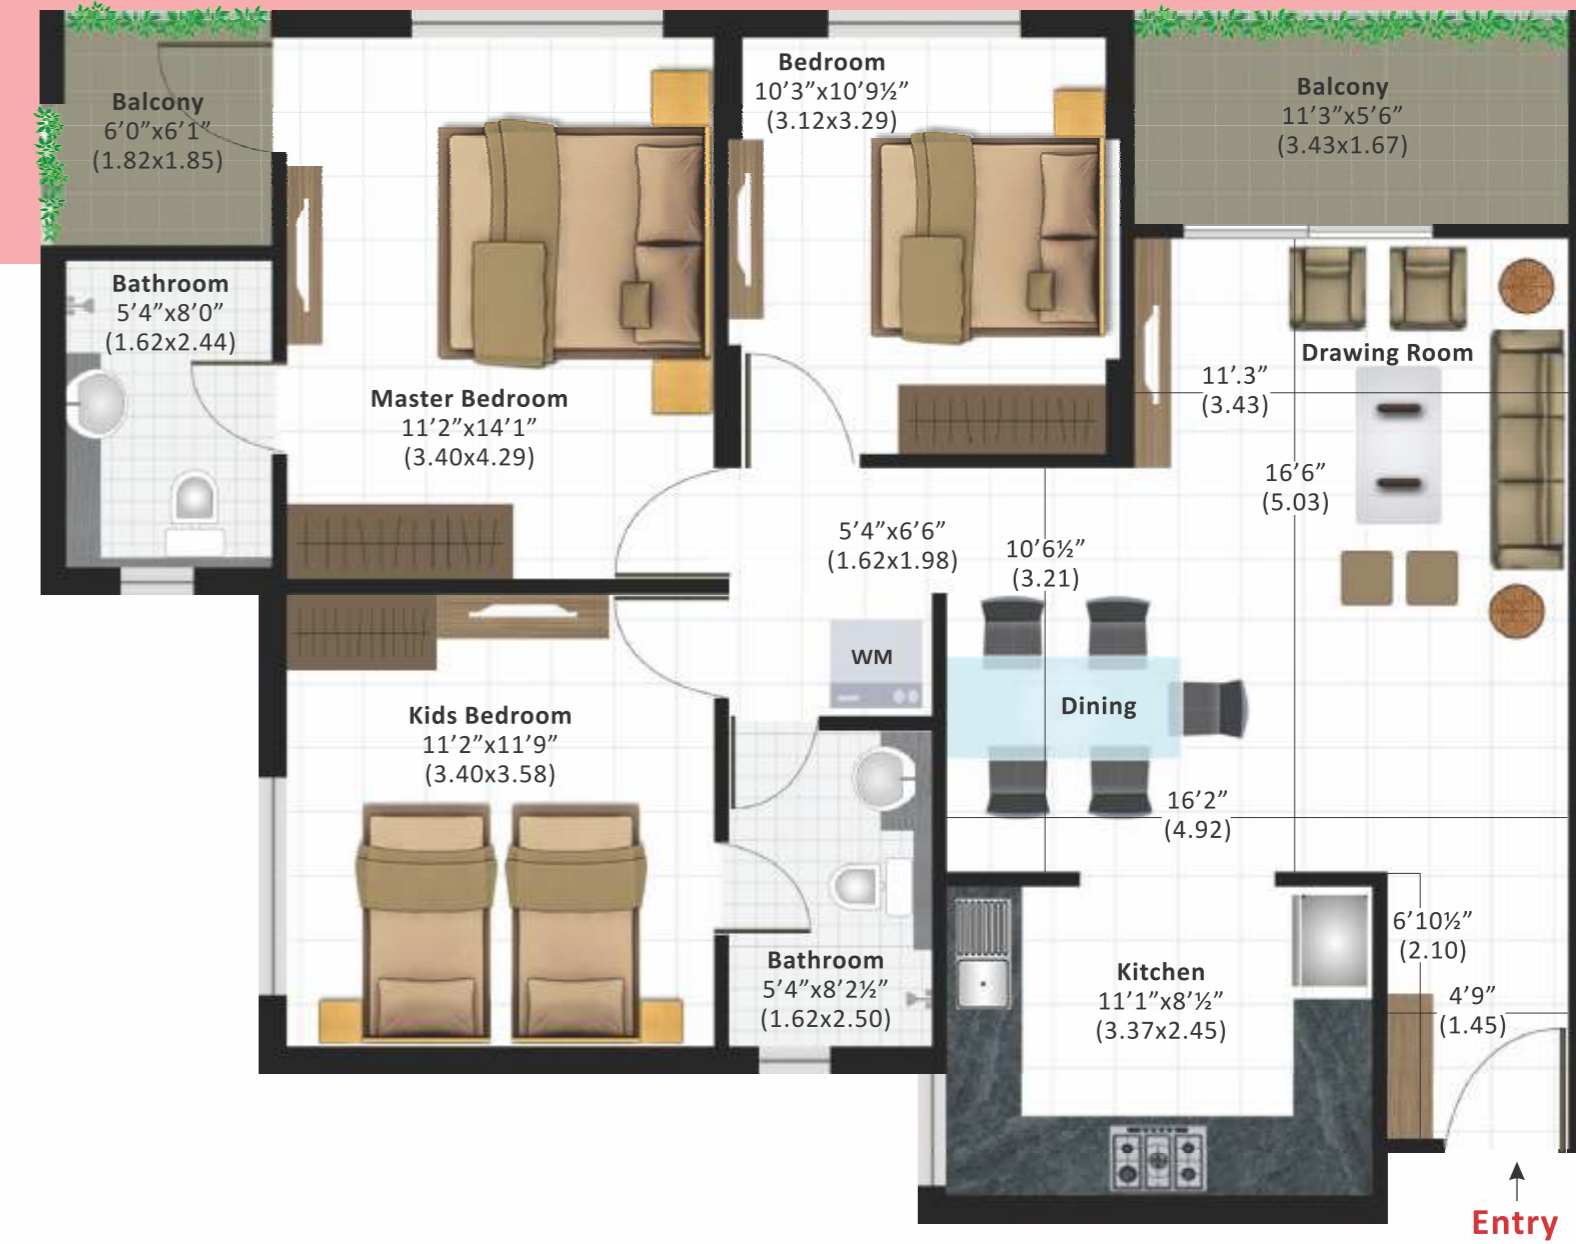 Balcony
6’0”x6’1”
(1.82x1.85)
Bedroom
10’3”x10’9½”
(3.12x3.29)
Balcony
11’3”x5’6”
(3.43x1.67)
Bathroom
5’4”x8’0”
(1.62x2.44)
Master Bedroom
11’2”x14’1”
(3.40x4.29)
Drawing Room
11’.3”
(3.43)
16’6”
(5.03)
5’4”x6’6”
(1.62x1.98)
10’6½”
(3.21)
WM
Dining
Kids Bedroom
11’2”x11’9”
(3.40x3.58)
16’2”
(4.92)
Bathroom
5’4”x8’2½”
(1.62x2.50)
Kitchen
11’1”x8’½”
(3.37x2.45)
6’10½”
(2.10)
4’9”
(1.45)
Entry